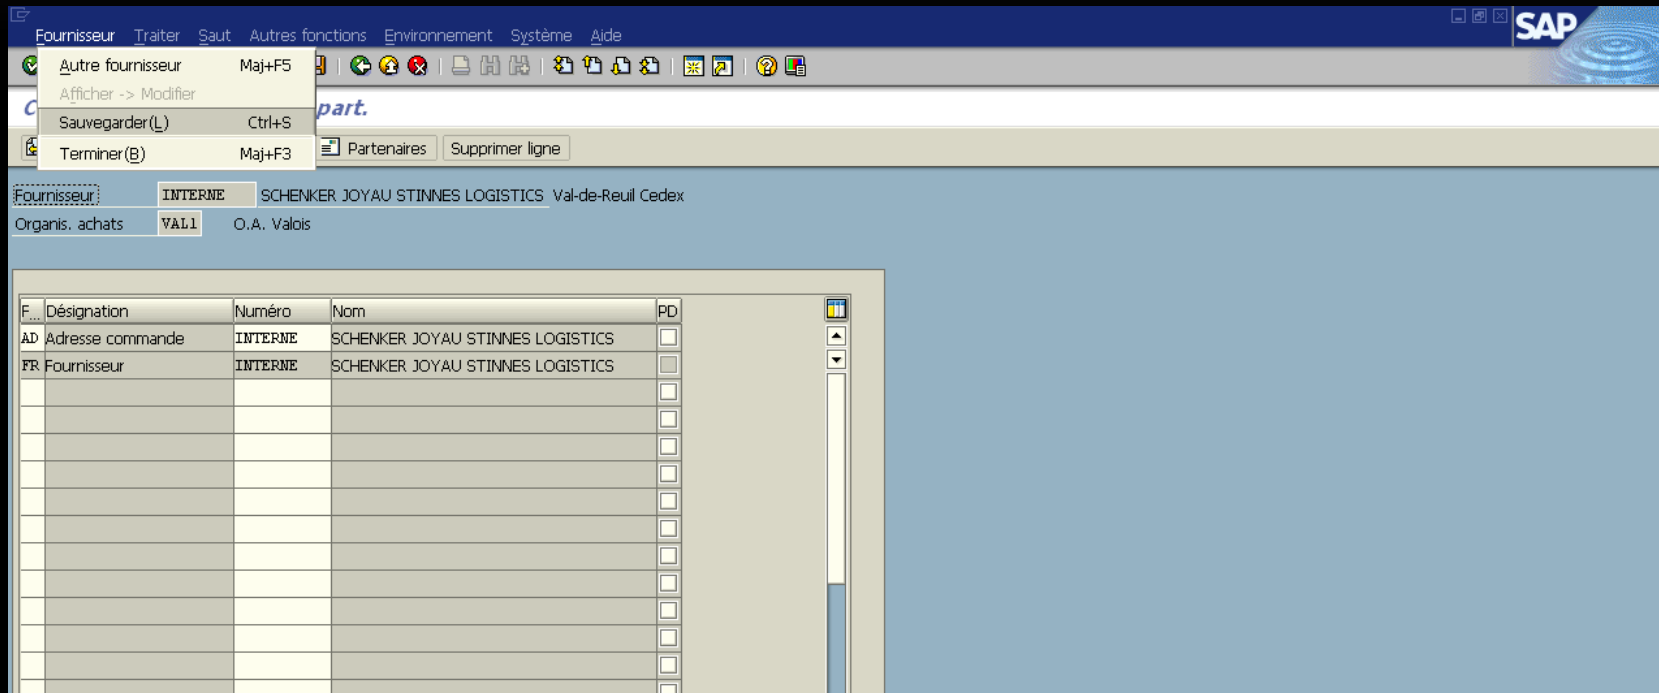 Fournisseur Traiter Saut Autres fonctions Environnement Système Aide
SAP
Autre fournisseur Maj+F5
Afficher -> Modifier
C part.
Sauvegarder(L) Ctrl+S
Terminer(B) Maj+F3
Partenaires Supprimer ligne
Fournisseur INTERNE SCHENKER JOYAU STINNES LOGISTICS Val-de-Reuil Cedex
Organis. achats VAL1 O.A. Valois
F... Désignation Numéro Nom PD
AD Adresse commande INTERNE SCHENKER JOYAU STINNES LOGISTICS
FR Fournisseur INTERNE SCHENKER JOYAU STINNES LOGISTICS